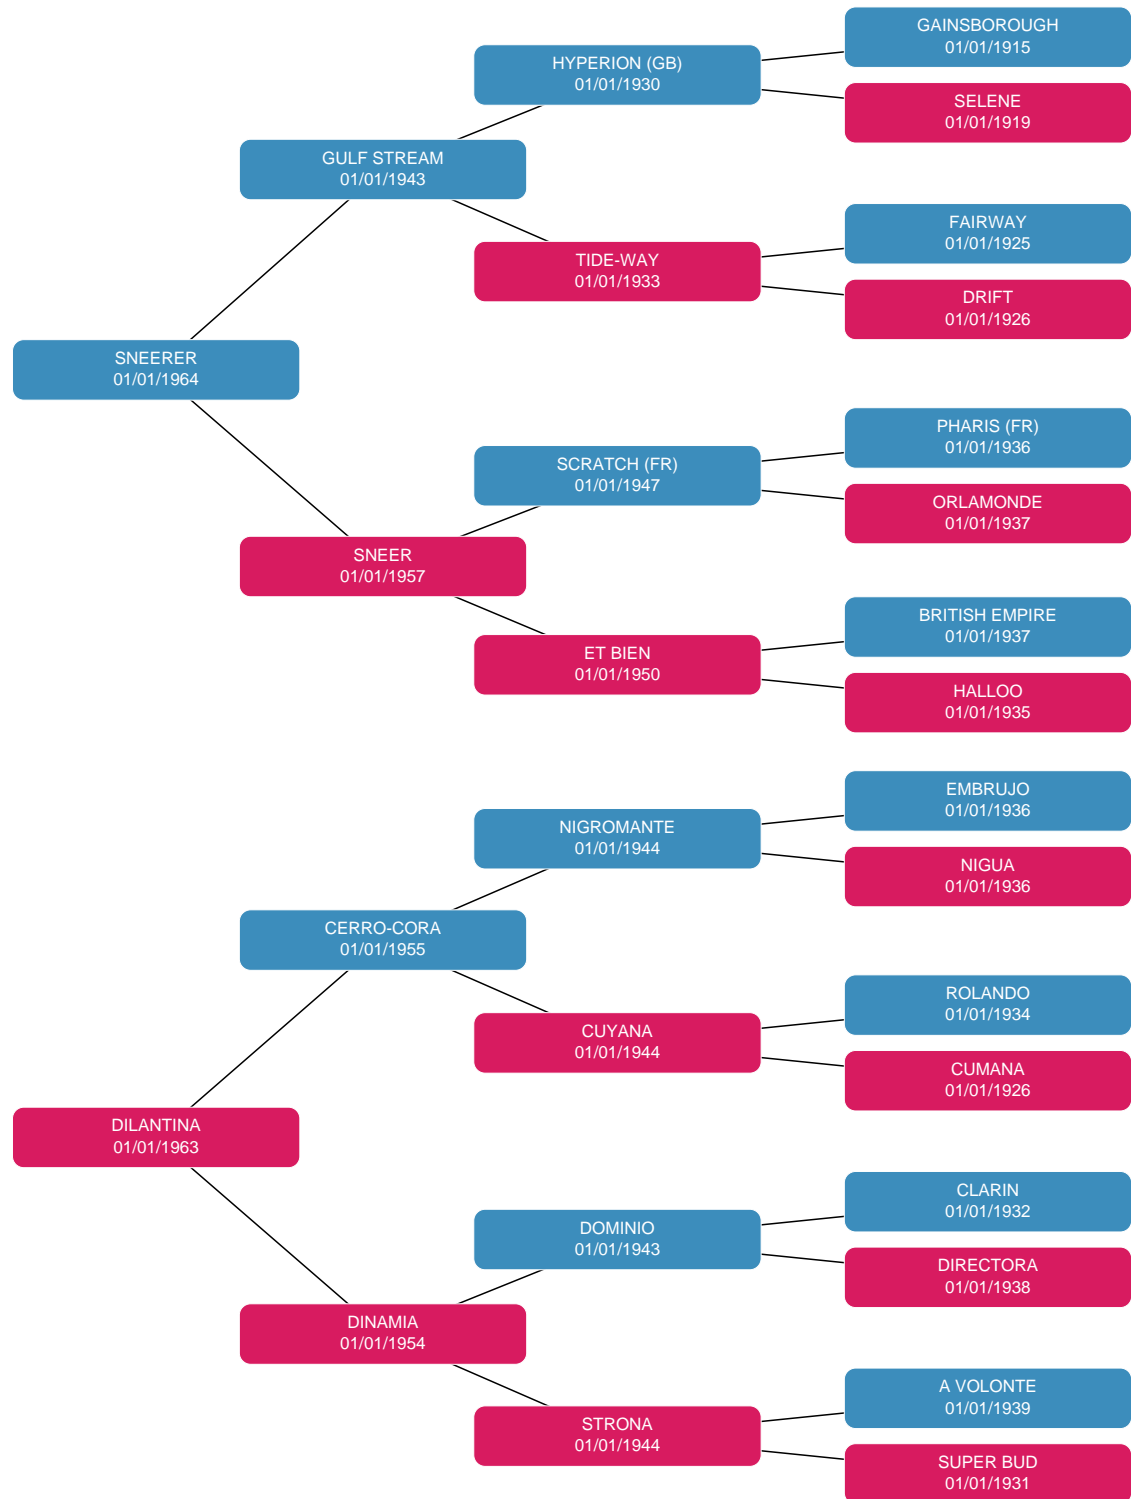 GAINSBOROUGH
01/01/1915
HYPERION (GB)
01/01/1930
SELENE
01/01/1919
GULF STREAM
01/01/1943
FAIRWAY
01/01/1925
TIDE-WAY
01/01/1933
DRIFT
01/01/1926
SNEERER
01/01/1964
PHARIS (FR)
01/01/1936
SCRATCH (FR)
01/01/1947
ORLAMONDE
01/01/1937
SNEER
01/01/1957
BRITISH EMPIRE
01/01/1937
ET BIEN
01/01/1950
HALLOO
01/01/1935
EMBRUJO
01/01/1936
NIGROMANTE
01/01/1944
NIGUA
01/01/1936
CERRO-CORA
01/01/1955
ROLANDO
01/01/1934
CUYANA
01/01/1944
CUMANA
01/01/1926
DILANTINA
01/01/1963
CLARIN
01/01/1932
DOMINIO
01/01/1943
DIRECTORA
01/01/1938
DINAMIA
01/01/1954
A VOLONTE
01/01/1939
STRONA
01/01/1944
SUPER BUD
01/01/1931